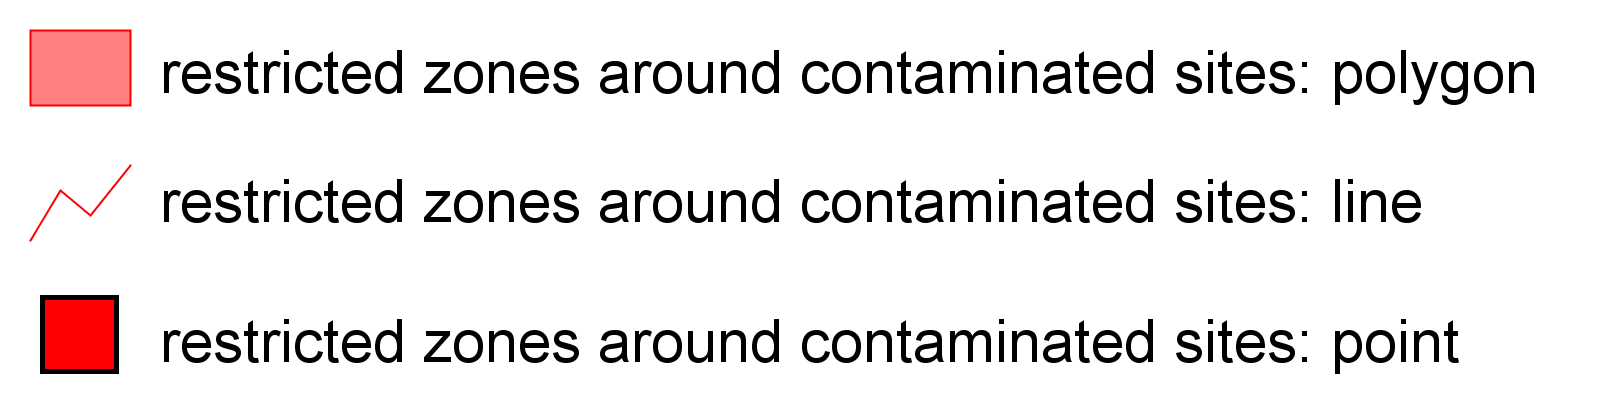 restricted zones around contaminated sites: polygon
restricted zones around contaminated sites: line
restricted zones around contaminated sites: point